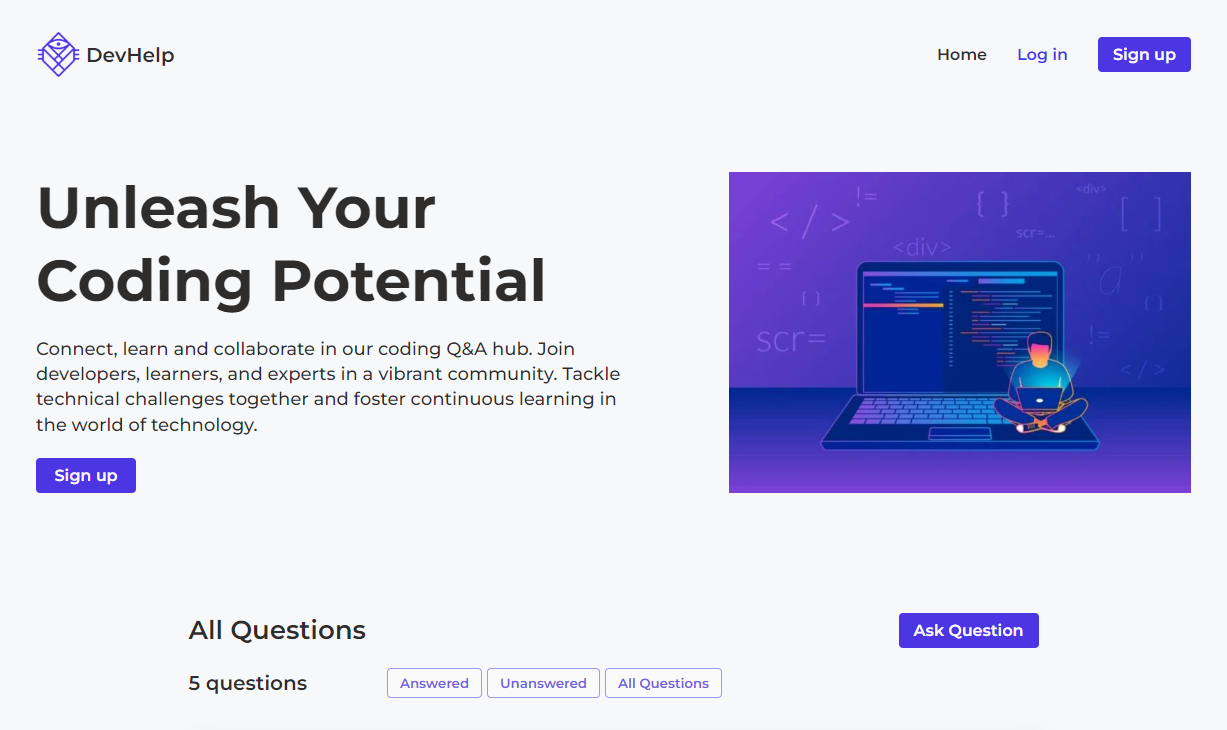 DevHelp
Home
Log in
Sign up
Unleash Your
Coding Potential
Connect, learn and collaborate in our coding Q&A hub. Join
developers, learners, and experts in a vibrant community. Tackle
technical challenges together and foster continuous learning in
the world of technology.
Sign up
</>
!=
{ }
<div>
[ ]
scr=...
<div>
==
{ }
scr=
"a"
{ }
!=
</>
All Questions
Ask Question
5 questions
Answered
Unanswered
All Questions